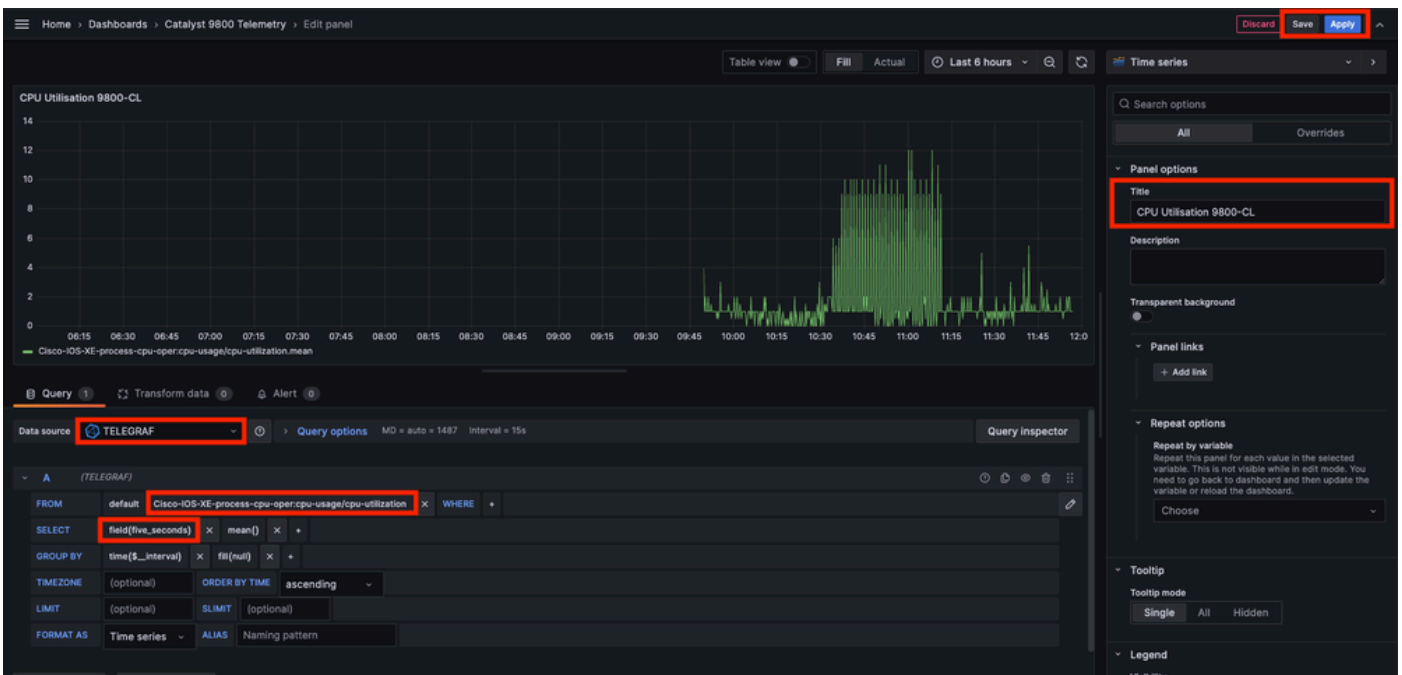 Home › Dashboards › Catalyst 9800 Telemetry › Edit panel
Discard Save Apply
Table view Fill Actual Last 6 hours
Time series
CPU Utilisation 9800-CL
14
12
10
8
6
4
2
0
06:15 06:30 06:45 07:00 07:15 07:30 07:45 08:00 08:15 08:30 08:45 09:00 09:15 09:30 09:45 10:00 10:15 10:30 10:45 11:00 11:15 11:30 11:45 12:0
Cisco-IOS-XE-process-cpu-oper:cpu-usage/cpu-utilization.mean
Query 1 Transform data 0 Alert 0
Data source TELEGRAF › Query options MD = auto = 1487 Interval = 15s Query inspector
A (TELEGRAF)
FROM default Cisco-IOS-XE-process-cpu-oper:cpu-usage/cpu-utilization × WHERE +
SELECT field(five_seconds) × mean() × +
GROUP BY time($__interval) × fill(null) × +
TIMEZONE (optional) ORDER BY TIME ascending
LIMIT (optional) SLIMIT (optional)
FORMAT AS Time series ALIAS Naming pattern
Search options
All Overrides
Panel options
Title
CPU Utilisation 9800-CL
Description
Transparent background
Panel links
+ Add link
Repeat options
Repeat by variable
Repeat this panel for each value in the selected
variable. This is not visible while in edit mode. You
need to go back to dashboard and then update the
variable or reload the dashboard.
Choose
Tooltip
Tooltip mode
Single All Hidden
Legend